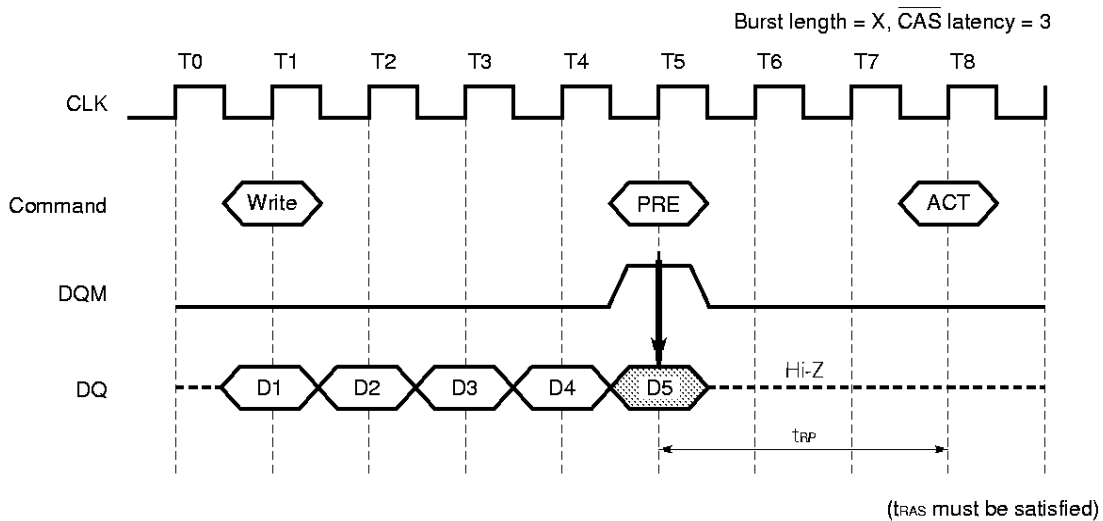 Burst length = X, CAS latency = 3
T0 T1 T2 T3 T4 T5 T6 T7 T8
CLK
Command Write PRE ACT
DQM
DQ D1 D2 D3 D4 D5 Hi-Z
tRP
(tRAS must be satisfied)